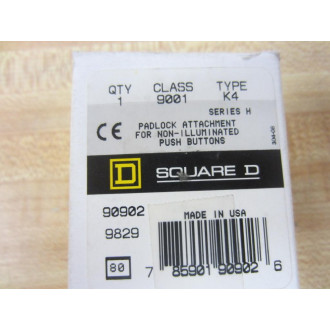 QTY CLASS TYPE
1 9001 K4
SERIES H
CE PADLOCK ATTACHMENT
FOR NON-ILLUMINATED
PUSH BUTTONS
D SQUARE D
90902
MADE IN USA
9829
80
7 85901 90902 6